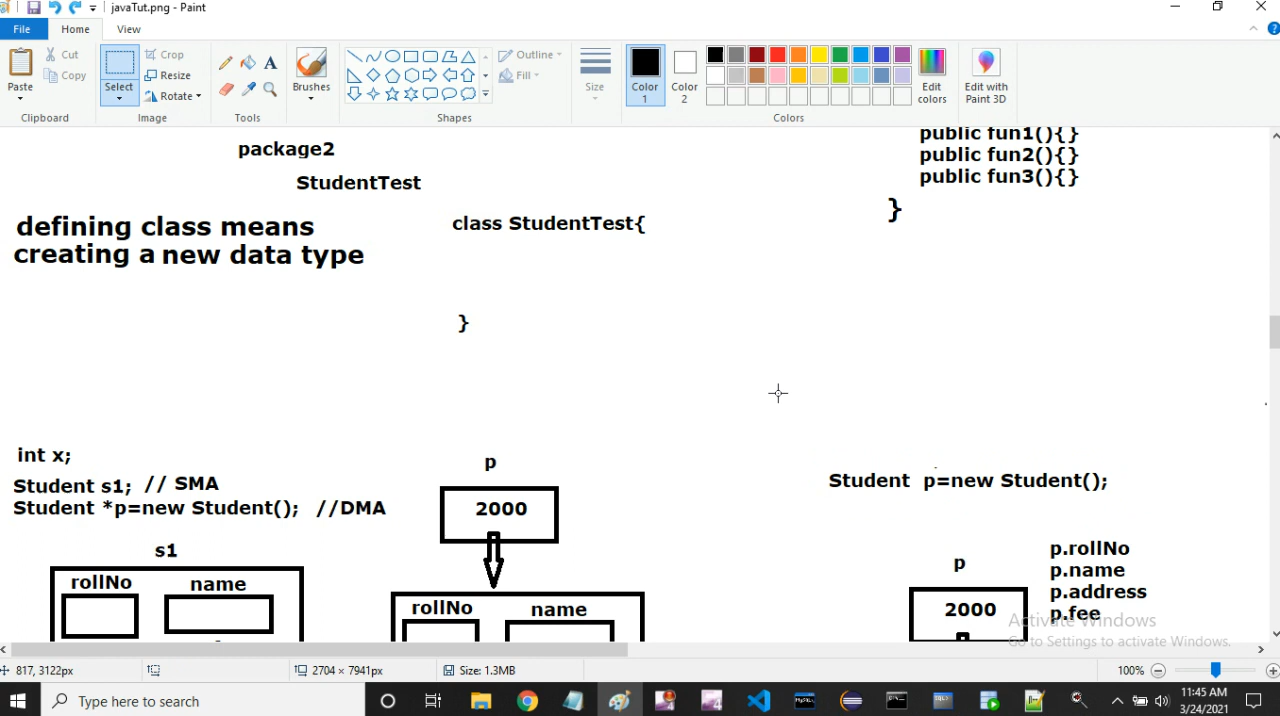 javaTut.png - Paint
File
Home
View
Paste
Cut
Copy
Clipboard
Select
Crop
Resize
Rotate
Image
Tools
Brushes
Shapes
Outline
Fill
Size
Color 1
Color 2
Edit colors
Colors
Edit with Paint 3D
public fun1(){}
public fun2(){}
public fun3(){}
}
package2
StudentTest
defining class means
creating a new data type
class StudentTest{
}
int x;
Student s1; // SMA
Student *p=new Student(); //DMA
s1
rollNo
name
p
2000
rollNo
name
Student p=new Student();
p
2000
p.rollNo
p.name
p.address
p.fee
Activate Windows
Go to Settings to activate Windows.
817, 3122px
2704 × 7941px
Size: 1.3MB
100%
Type here to search
11:45 AM
3/24/2021